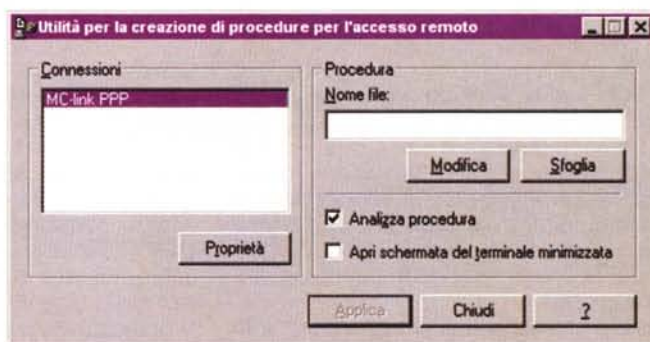 Utilità per la creazione di procedure per l'accesso remoto
Connessioni
MC-link PPP
Proprietà
Procedura
Nome file:
Modifica
Sfoglia
Analizza procedura
Apri schermata del terminale minimizzata
Applica
Chiudi
?